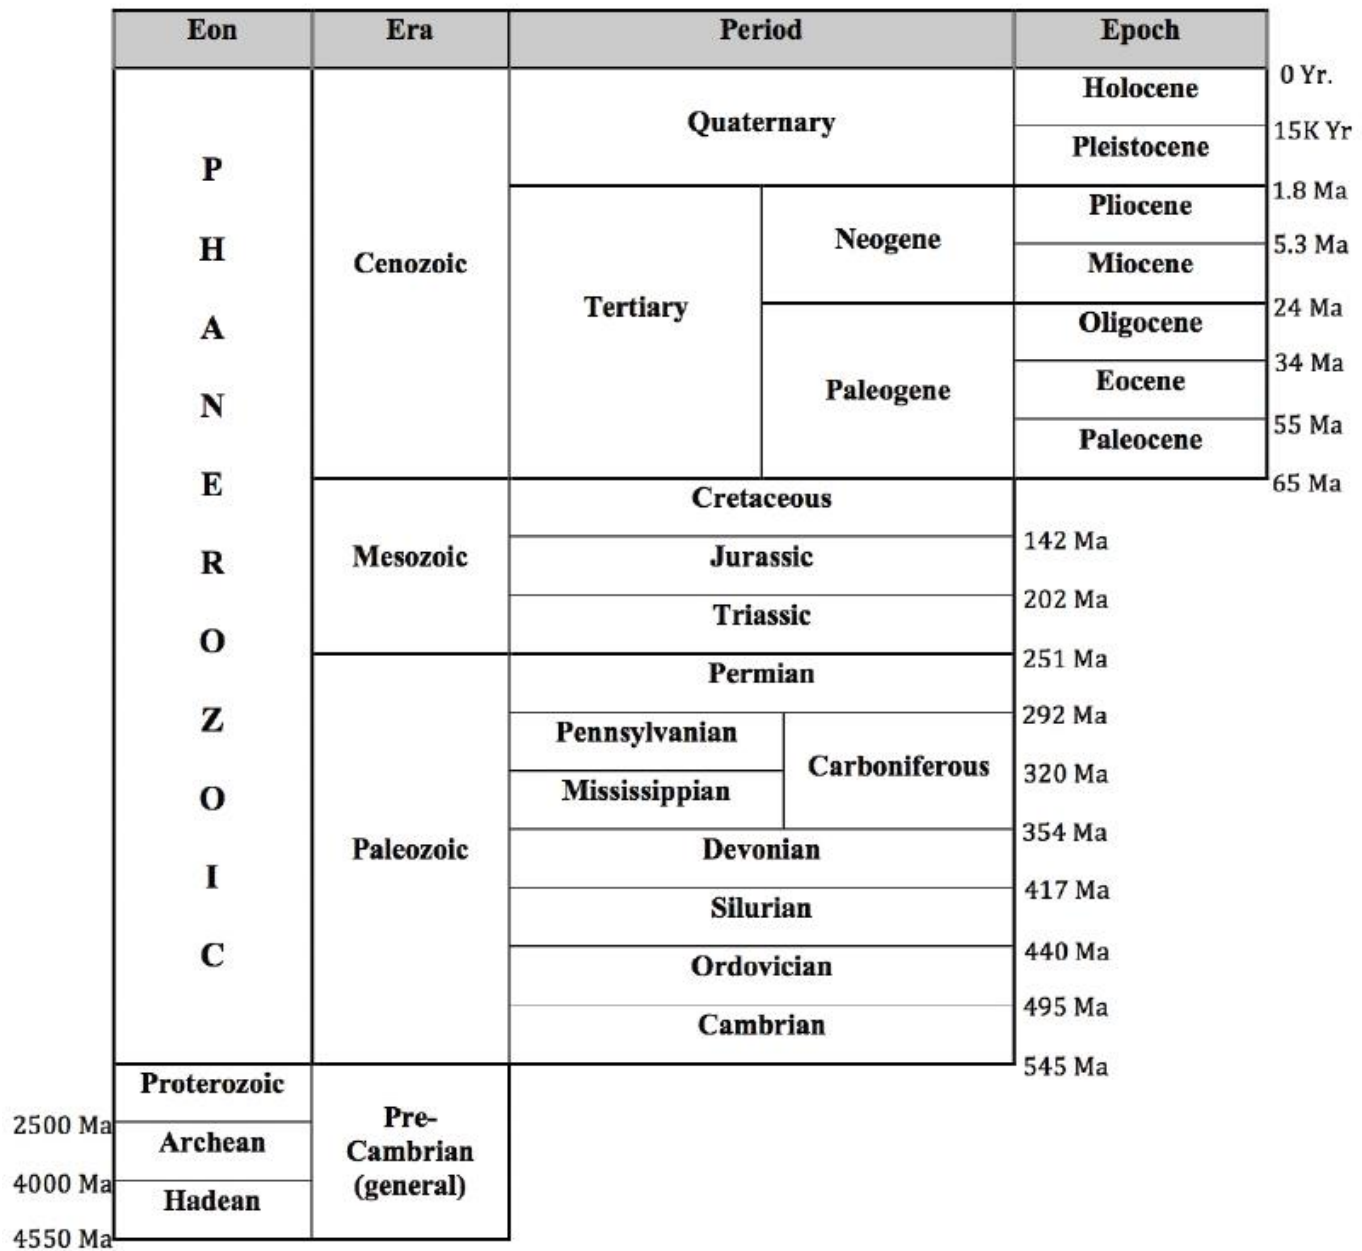 Eon Era Period Epoch
0 Yr.
Holocene
15K Yr
Quaternary
Pleistocene
1.8 Ma
Pliocene
Neogene
5.3 Ma
Miocene
24 Ma
Tertiary
Oligocene
34 Ma
Paleogene
Eocene
55 Ma
Paleocene
65 Ma
Cenozoic
Cretaceous
142 Ma
Mesozoic
Jurassic
202 Ma
Triassic
251 Ma
Permian
292 Ma
Pennsylvanian
Carboniferous
320 Ma
Mississippian
354 Ma
Paleozoic
Devonian
417 Ma
Silurian
440 Ma
Ordovician
495 Ma
Cambrian
545 Ma
P
H
A
N
E
R
O
Z
O
I
C
Proterozoic
2500 Ma
Archean
4000 Ma
Hadean
4550 Ma
Pre-
Cambrian
(general)